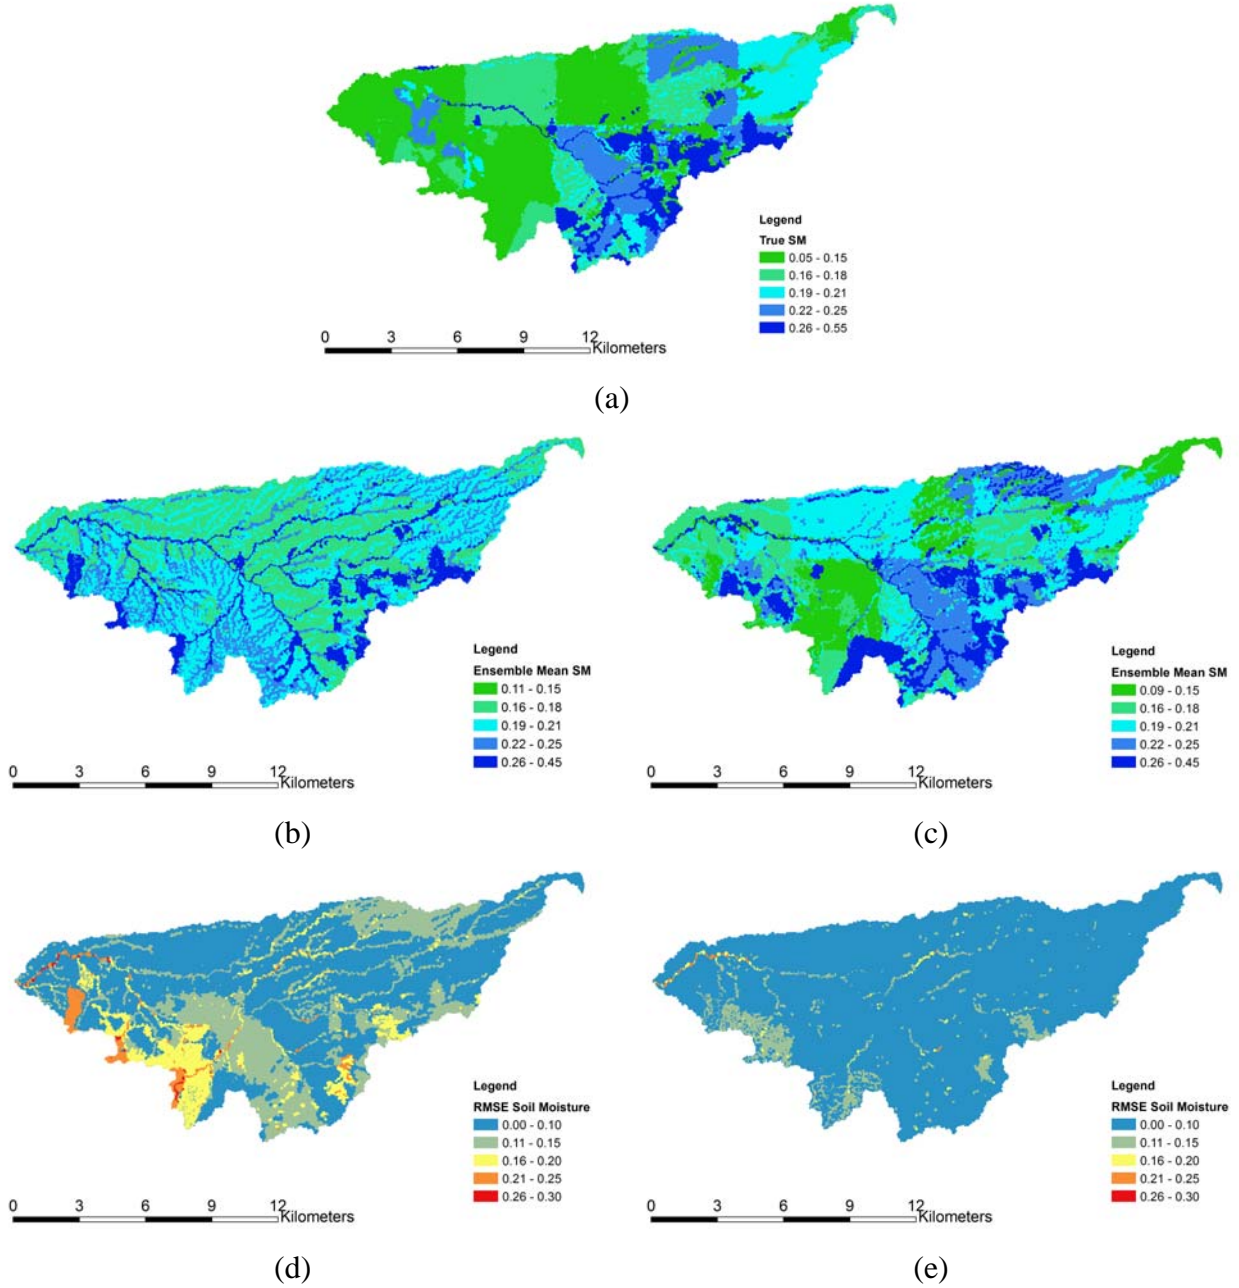 Legend
True SM
0.05 - 0.15
0.16 - 0.18
0.19 - 0.21
0.22 - 0.25
0.26 - 0.55
0 3 6 9 12
Kilometers
(a)
Legend
Ensemble Mean SM
0.11 - 0.15
0.16 - 0.18
0.19 - 0.21
0.22 - 0.25
0.26 - 0.45
0 3 6 9 12
Kilometers
(b)
Legend
Ensemble Mean SM
0.09 - 0.15
0.16 - 0.18
0.19 - 0.21
0.22 - 0.25
0.26 - 0.45
0 3 6 9 12
Kilometers
(c)
Legend
RMSE Soil Moisture
0.00 - 0.10
0.11 - 0.15
0.16 - 0.20
0.21 - 0.25
0.26 - 0.30
0 3 6 9 12
Kilometers
(d)
Legend
RMSE Soil Moisture
0.00 - 0.10
0.11 - 0.15
0.16 - 0.20
0.21 - 0.25
0.26 - 0.30
0 3 6 9 12
Kilometers
(e)